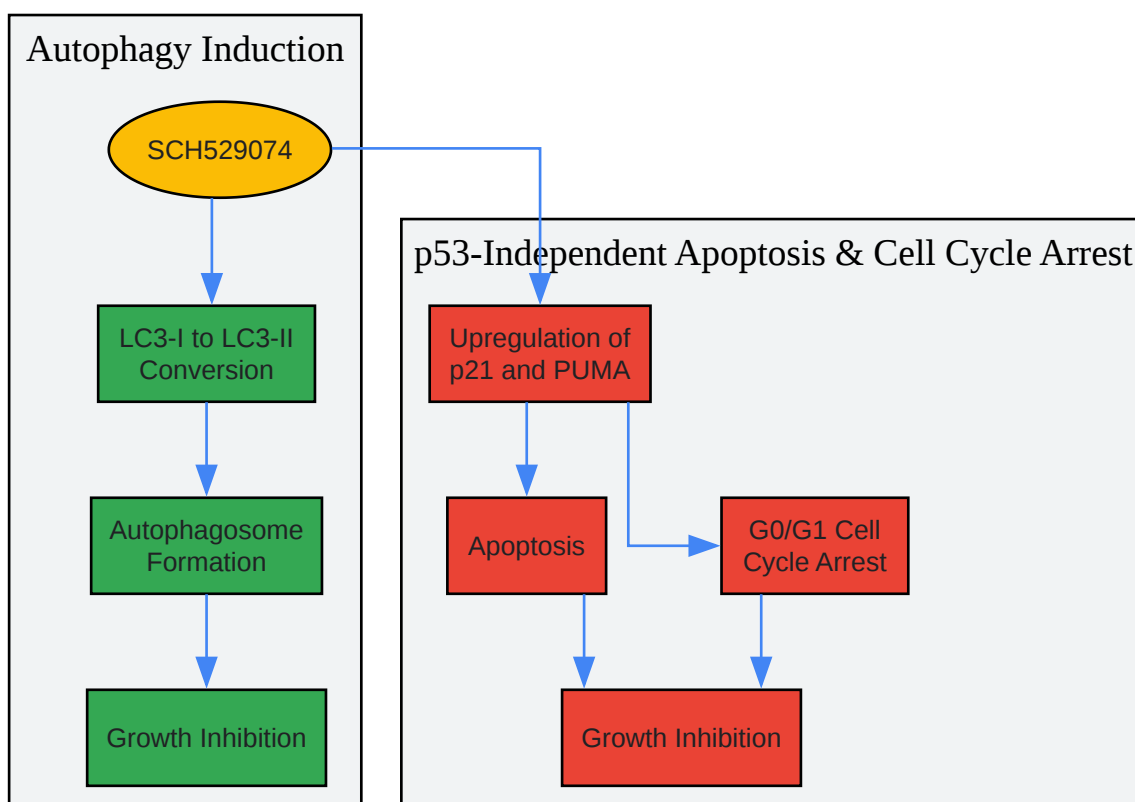 Autophagy Induction
SCH529074
p53-Independent Apoptosis & Cell Cycle Arrest
LC3-I to LC3-II
Conversion
Upregulation of
p21 and PUMA
Autophagosome
Formation
Apoptosis
G0/G1 Cell
Cycle Arrest
Growth Inhibition
Growth Inhibition